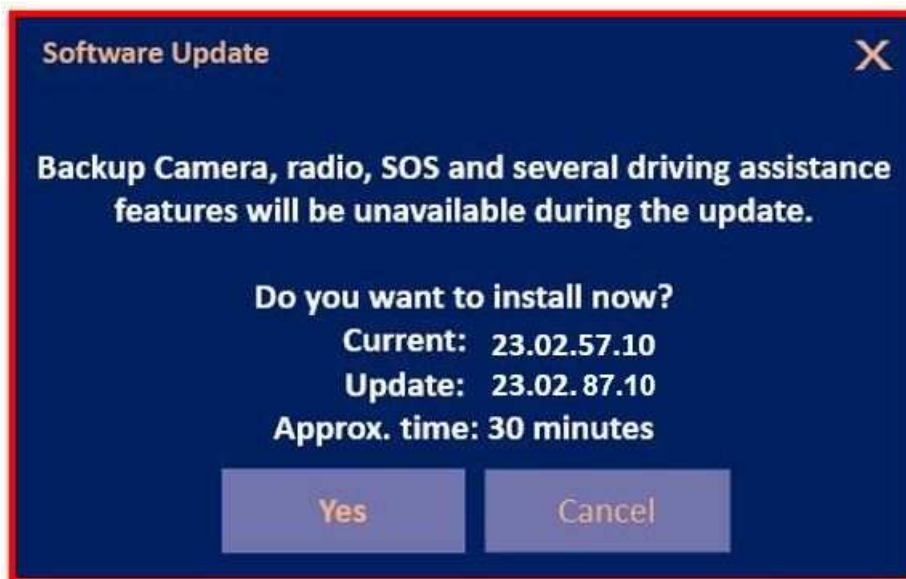 Software Update
X
Backup Camera, radio, SOS and several driving assistance
features will be unavailable during the update.
Do you want to install now?
Current: 23.02.57.10
Update: 23.02. 87.10
Approx. time: 30 minutes
Yes Cancel